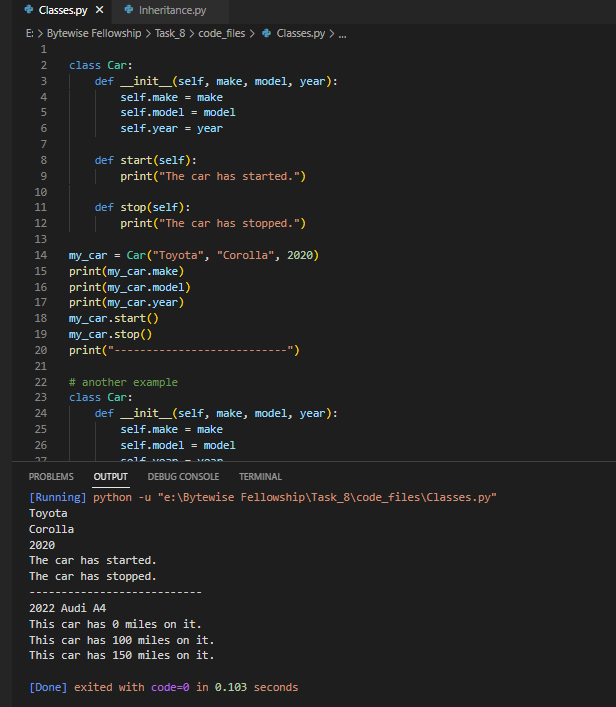 Classes.py × Inheritance.py
E: > Bytewise Fellowship > Task_8 > code_files > Classes.py > ...
1
2 class Car:
3     def __init__(self, make, model, year):
4         self.make = make
5         self.model = model
6         self.year = year
7
8     def start(self):
9         print("The car has started.")
10
11     def stop(self):
12         print("The car has stopped.")
13
14 my_car = Car("Toyota", "Corolla", 2020)
15 print(my_car.make)
16 print(my_car.model)
17 print(my_car.year)
18 my_car.start()
19 my_car.stop()
20 print("---------------------------")
21
22 # another example
23 class Car:
24     def __init__(self, make, model, year):
25         self.make = make
26         self.model = model
27         self.year = year
PROBLEMS OUTPUT DEBUG CONSOLE TERMINAL
[Running] python -u "e:\Bytewise Fellowship\Task_8\code_files\Classes.py"
Toyota
Corolla
2020
The car has started.
The car has stopped.
---------------------------
2022 Audi A4
This car has 0 miles on it.
This car has 100 miles on it.
This car has 150 miles on it.
[Done] exited with code=0 in 0.103 seconds